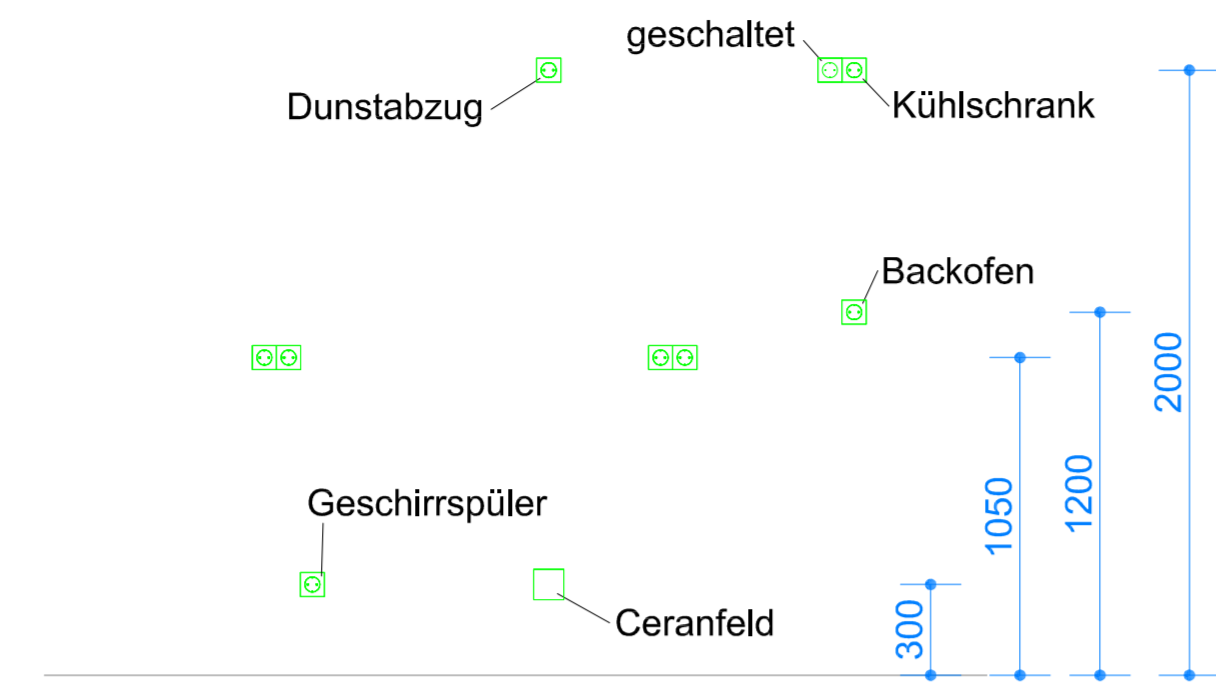 geschaltet
Dunstabzug
Kühlschrank
Backofen
2000
1200
1050
Geschirrspüler
300
Ceranfeld